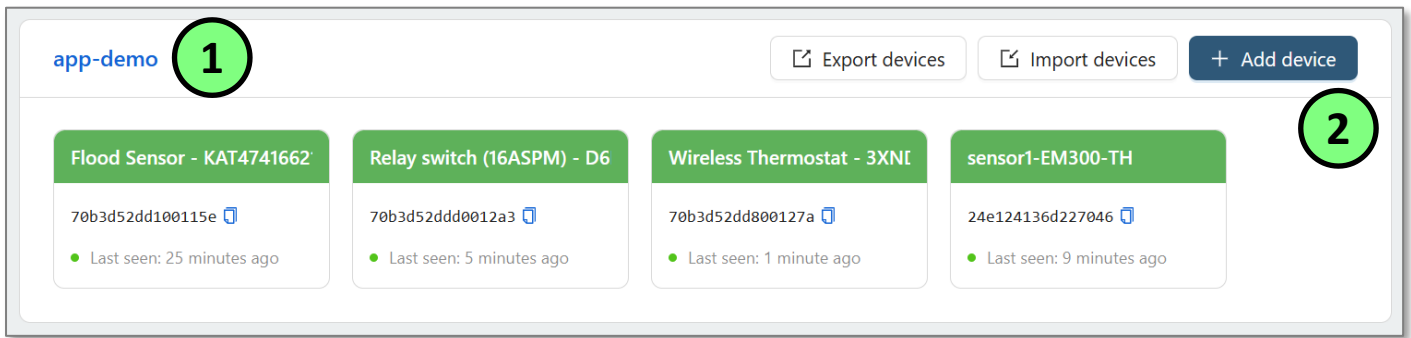 app-demo
1
Export devices
Import devices
+ Add device
2
Flood Sensor - KAT4741662
Relay switch (16ASPM) - D6
Wireless Thermostat - 3XN
sensor1-EM300-TH
70b3d52dd100115e
70b3d52ddd0012a3
70b3d52dd800127a
24e124136d227046
Last seen: 25 minutes ago
Last seen: 5 minutes ago
Last seen: 1 minute ago
Last seen: 9 minutes ago